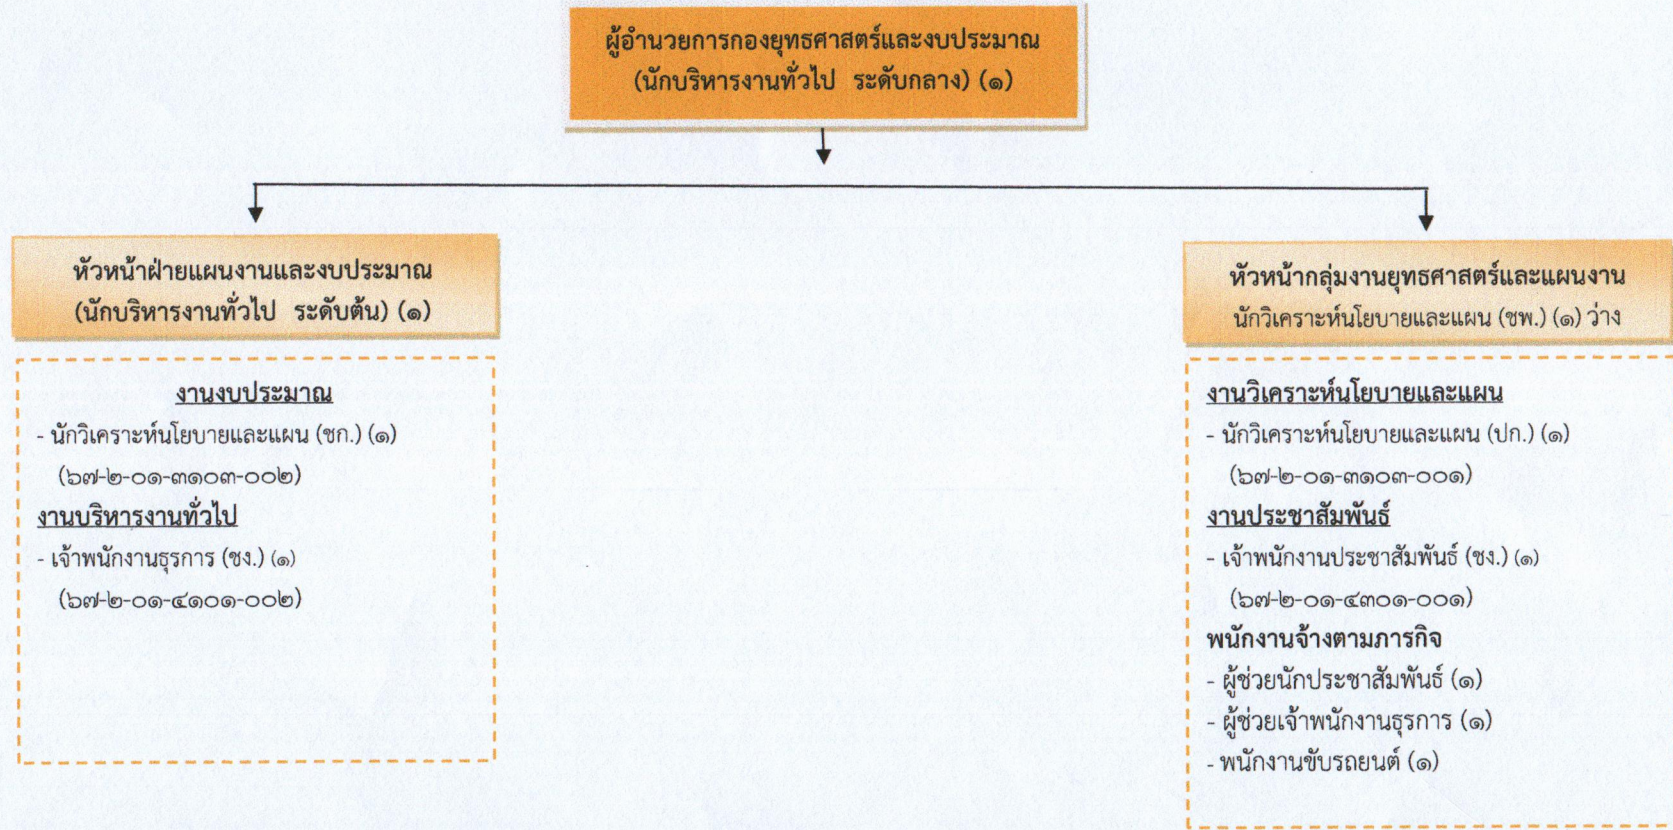 ผู้อำนวยการกองยุทธศาสตร์และงบประมาณ
(นักบริหารงานทั่วไป ระดับกลาง) (๑)
หัวหน้าฝ่ายแผนงานและงบประมาณ
(นักบริหารงานทั่วไป ระดับต้น) (๑)
งานงบประมาณ
- นักวิเคราะห์นโยบายและแผน (ชก.) (๑)
(๖๗-๒-๐๑-๓๑๐๓-๐๐๒)
งานบริหารงานทั่วไป
- เจ้าพนักงานธุรการ (ชง.) (๑)
(๖๗-๒-๐๑-๔๑๐๑-๐๐๒)
หัวหน้ากลุ่มงานยุทธศาสตร์และแผนงาน
นักวิเคราะห์นโยบายและแผน (ชพ.) (๑) ว่าง
งานวิเคราะห์นโยบายและแผน
- นักวิเคราะห์นโยบายและแผน (ปก.) (๑)
(๖๗-๒-๐๑-๓๑๐๓-๐๐๑)
งานประชาสัมพันธ์
- เจ้าพนักงานประชาสัมพันธ์ (ชง.) (๑)
(๖๗-๒-๐๑-๔๓๐๑-๐๐๑)
พนักงานจ้างตามภารกิจ
- ผู้ช่วยนักประชาสัมพันธ์ (๑)
- ผู้ช่วยเจ้าพนักงานธุรการ (๑)
- พนักงานขับรถยนต์ (๑)